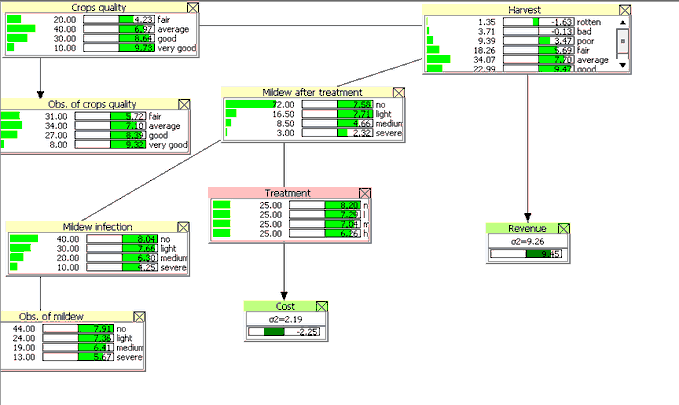 Crops quality
20.00 4.23 fair
40.00 6.97 average
30.00 8.64 good
10.00 9.73 very good
Harvest
1.35 -1.63 rotten
3.71 -0.13 bad
9.39 3.47 poor
18.26 5.69 fair
34.07 7.70 average
22.99 9.47 good
Obs. of crops quality
31.00 5.72 fair
34.00 7.10 average
27.00 8.39 good
8.00 9.32 very good
Mildew after treatment
72.00 7.58 no
16.50 7.71 light
8.50 4.66 medium
3.00 2.32 severe
Treatment
25.00 8.20 n
25.00 7.29 l
25.00 7.04 m
25.00 6.26 h
Mildew infection
40.00 8.04 no
30.00 7.66 light
20.00 6.30 medium
10.00 4.25 severe
Revenue
σ2=9.26
9.45
Cost
σ2=2.19
-2.25
Obs. of mildew
44.00 7.91 no
24.00 7.36 light
19.00 6.41 medium
13.00 5.67 severe